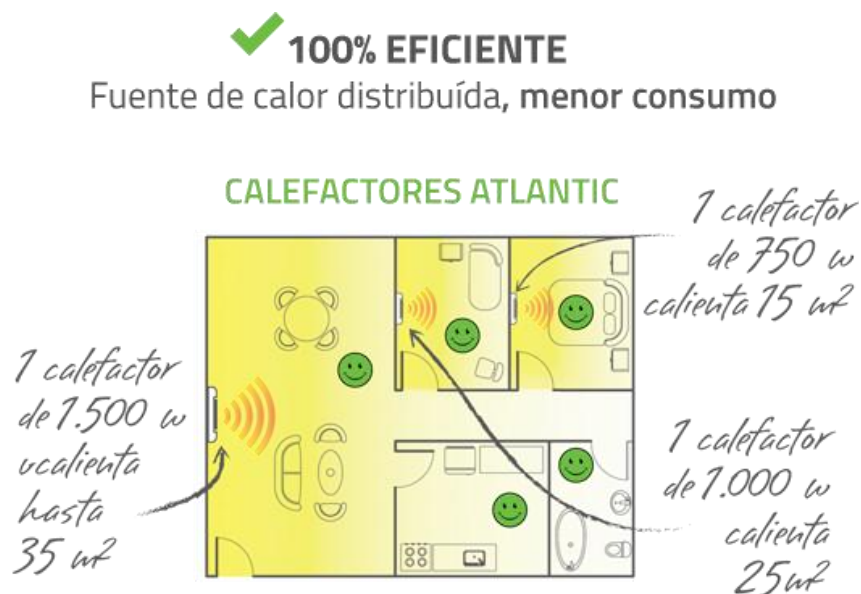 100% EFICIENTE
Fuente de calor distribuída, menor consumo
CALEFACTORES ATLANTIC
1 calefactor
de 750 w
calienta 15 m²
1 calefactor
de 1.500 w
vcalienta
hasta
35 m²
1 calefactor
de 1.000 w
calienta
25m²